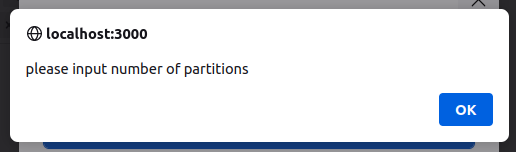 localhost:3000
please input number of partitions
OK